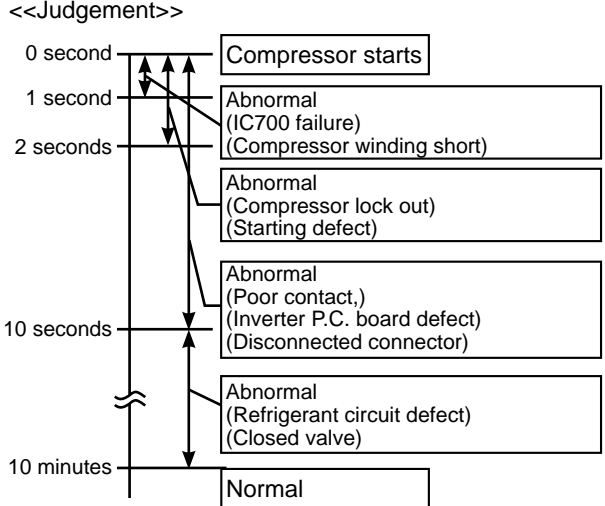 <<Judgement>>
0 second
Compressor starts
1 second
Abnormal
(IC700 failure)
(Compressor winding short)
2 seconds
Abnormal
(Compressor lock out)
(Starting defect)
Abnormal
(Poor contact,)
(Inverter P.C. board defect)
(Disconnected connector)
10 seconds
Abnormal
(Refrigerant circuit defect)
(Closed valve)
10 minutes
Normal